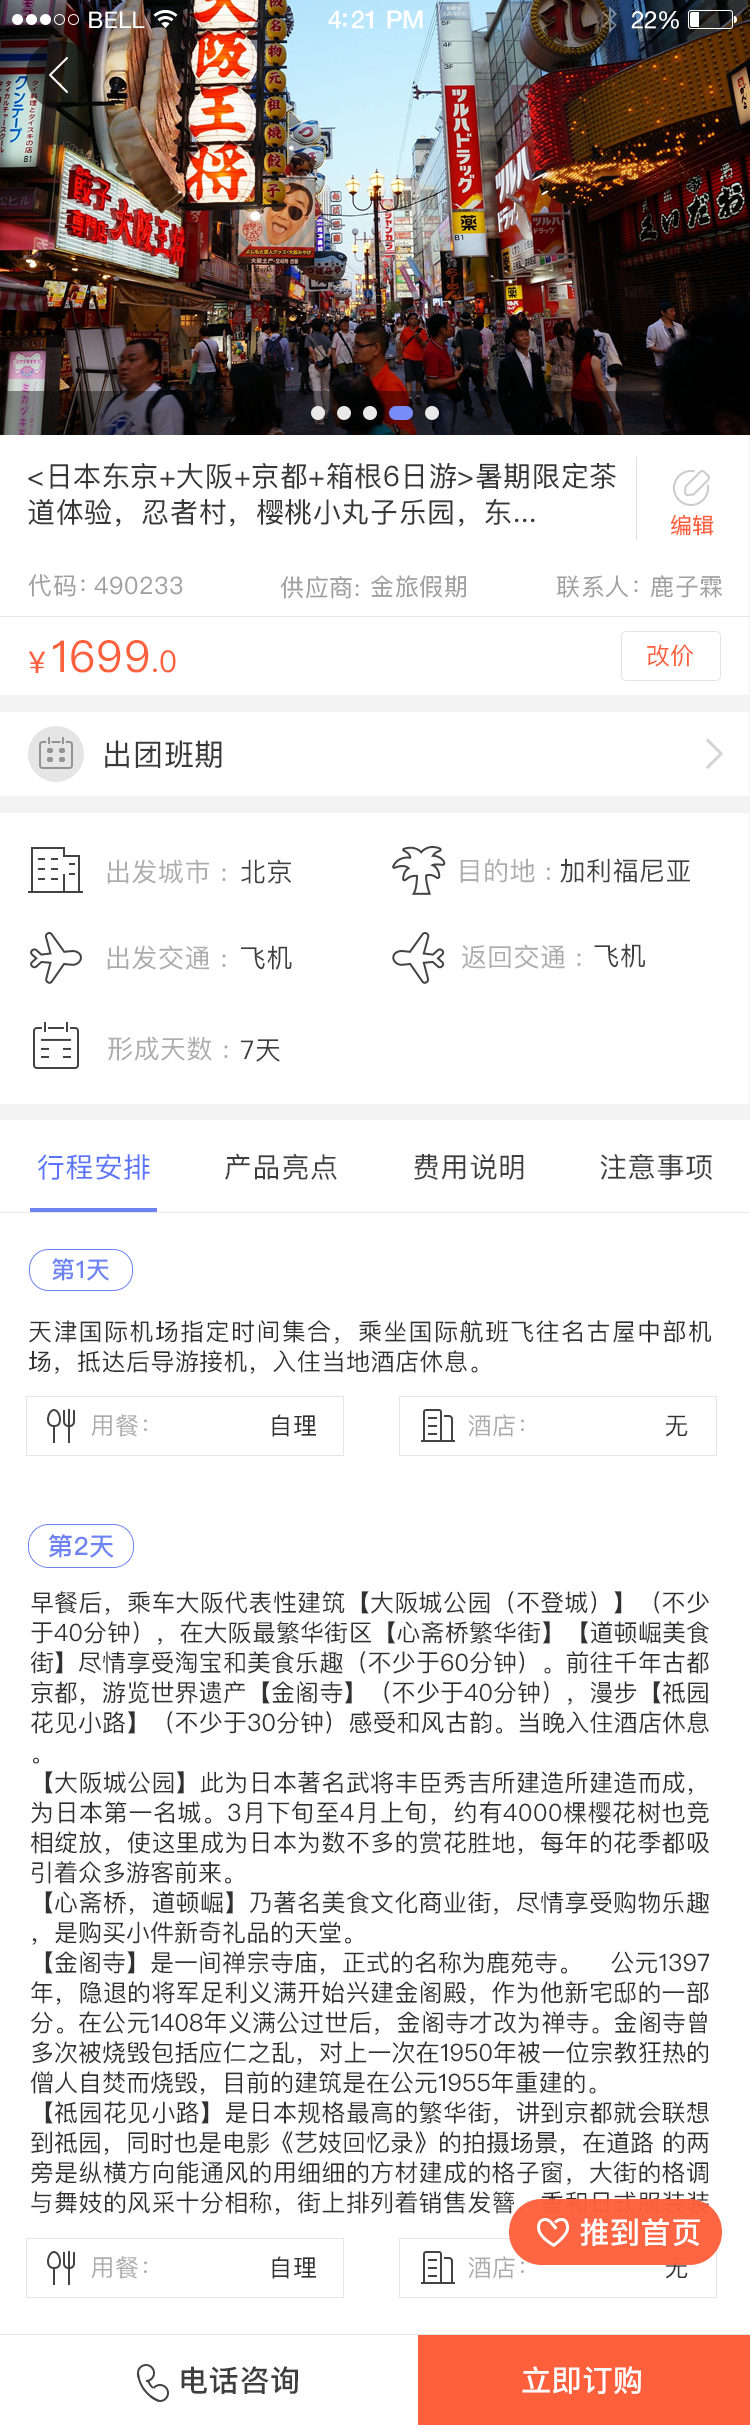 BELL
4:21 PM
22%
大阪王将
餃子
専門店
大阪王将
ツルハドラッグ
薬
B1
<日本东京+大阪+京都+箱根6日游>暑期限定茶
道体验，忍者村，樱桃小丸子乐园，东...
编辑
代码: 490233
供应商: 金旅假期
联系人: 鹿子霖
¥1699.0
改价
出团班期
出发城市 : 北京
目的地 : 加利福尼亚
出发交通 : 飞机
返回交通 : 飞机
形成天数 : 7天
行程安排
产品亮点
费用说明
注意事项
第1天
天津国际机场指定时间集合，乘坐国际航班飞往名古屋中部机
场，抵达后导游接机，入住当地酒店休息。
用餐:
自理
酒店:
无
第2天
早餐后，乘车大阪代表性建筑【大阪城公园（不登城）】（不少
于40分钟），在大阪最繁华街区【心斋桥繁华街】【道顿崛美食
街】尽情享受淘宝和美食乐趣（不少于60分钟）。前往千年古都
京都，游览世界遗产【金阁寺】（不少于40分钟），漫步【祗园
花见小路】（不少于30分钟）感受和风古韵。当晚入住酒店休息
。
【大阪城公园】此为日本著名武将丰臣秀吉所建造所建造而成，
为日本第一名城。3月下旬至4月上旬，约有4000棵樱花树也竞
相绽放，使这里成为日本为数不多的赏花胜地，每年的花季都吸
引着众多游客前来。
【心斋桥，道顿崛】乃著名美食文化商业街，尽情享受购物乐趣
，是购买小件新奇礼品的天堂。
【金阁寺】是一间禅宗寺庙，正式的名称为鹿苑寺。 公元1397
年，隐退的将军足利义满开始兴建金阁殿，作为他新宅邸的一部
分。在公元1408年义满公过世后，金阁寺才改为禅寺。金阁寺曾
多次被烧毁包括应仁之乱，对上一次在1950年被一位宗教狂热的
僧人自焚而烧毁，目前的建筑是在公元1955年重建的。
【祗园花见小路】是日本规格最高的繁华街，讲到京都就会联想
到祗园，同时也是电影《艺妓回忆录》的拍摄场景，在道路 的两
旁是纵横方向能通风的用细细的方材建成的格子窗，大街的格调
与舞妓的风采十分相称，街上排列着销售发簪、香和日式服装装
推到首页
用餐:
自理
酒店:
无
电话咨询
立即订购